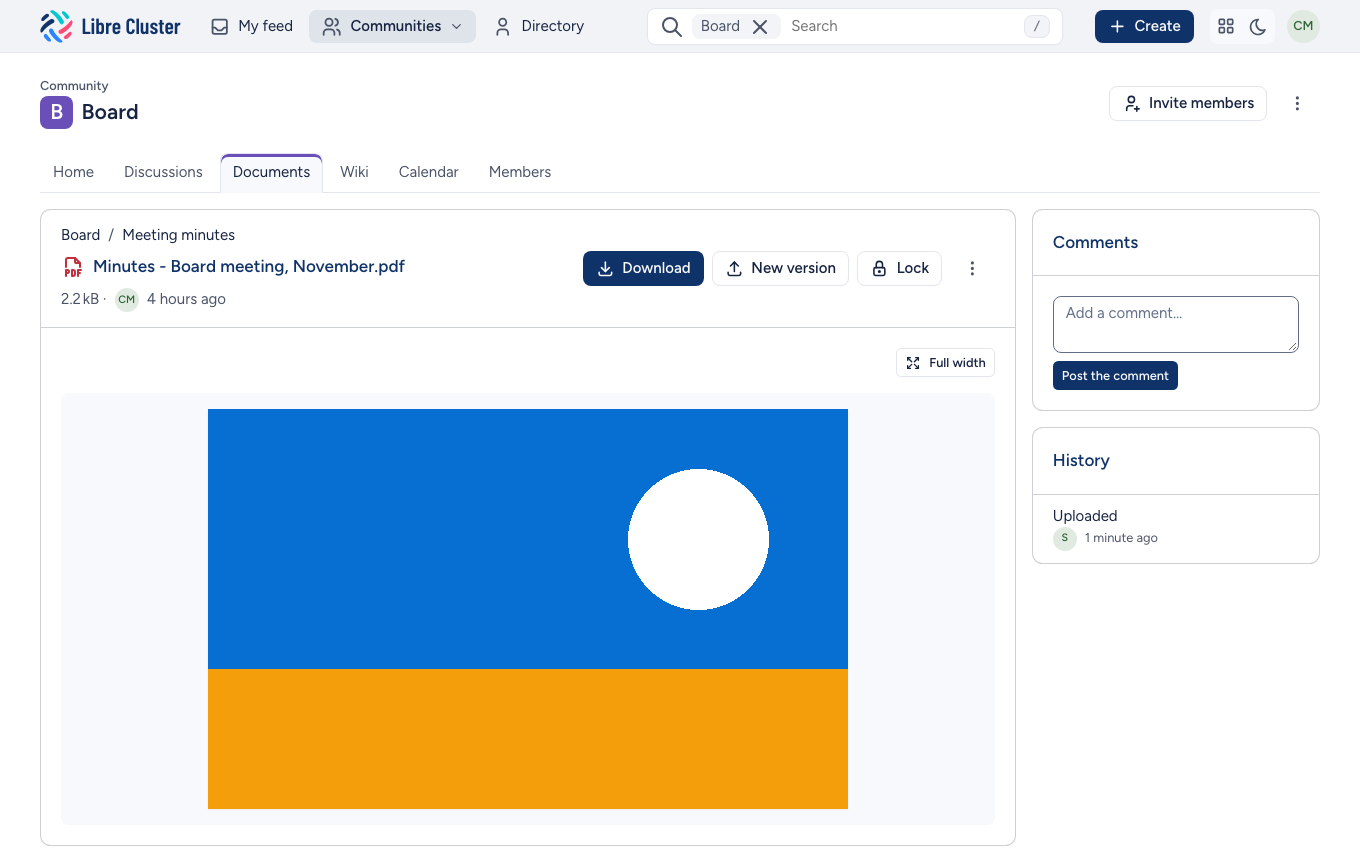 Libre Cluster
My feed
Communities
Directory
Board
Search
/
Create
CM
Community
B
Board
Invite members
Home
Discussions
Documents
Wiki
Calendar
Members
Board / Meeting minutes
PDF
Minutes - Board meeting, November.pdf
Download
New version
Lock
2.2 kB · CM 4 hours ago
Full width
Comments
Add a comment...
Post the comment
History
Uploaded
S 1 minute ago